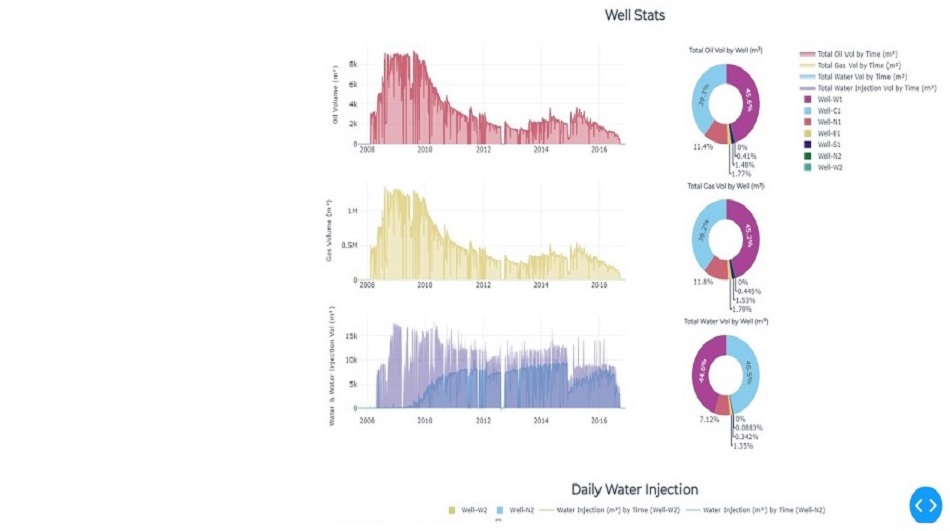 Well Stats
Total Oil Vol by Well (m³)
Oil Volume (m³)
8k
6k
4k
2k
0
2008
2010
2012
2014
2016
39.7%
45.6%
11.4%
0%
0.41%
1.48%
1.77%
Total Oil Vol by Time (m³)
Total Gas Vol by Time (m³)
Total Water Vol by Time (m³)
Total Water Injection Vol by Time (m³)
Well-W1
Well-C1
Well-N1
Well-E1
Well-S1
Well-N2
Well-W2
Total Gas Vol by Well (m³)
Gas Volume (m³)
1M
0.5M
0
2008
2010
2012
2014
2016
39.2%
45.2%
11.8%
0%
0.445%
1.53%
1.79%
Total Water Vol by Well (m³)
Water & Water Injection Vol (m³)
15k
10k
5k
0
2008
2010
2012
2014
2016
44.6%
7.12%
0%
0.0883%
0.342%
1.35%
Daily Water Injection
Well-W2
Well-N2
Water Injection (m³) by Time (Well-W2)
Water Injection (m³) by Time (Well-N2)